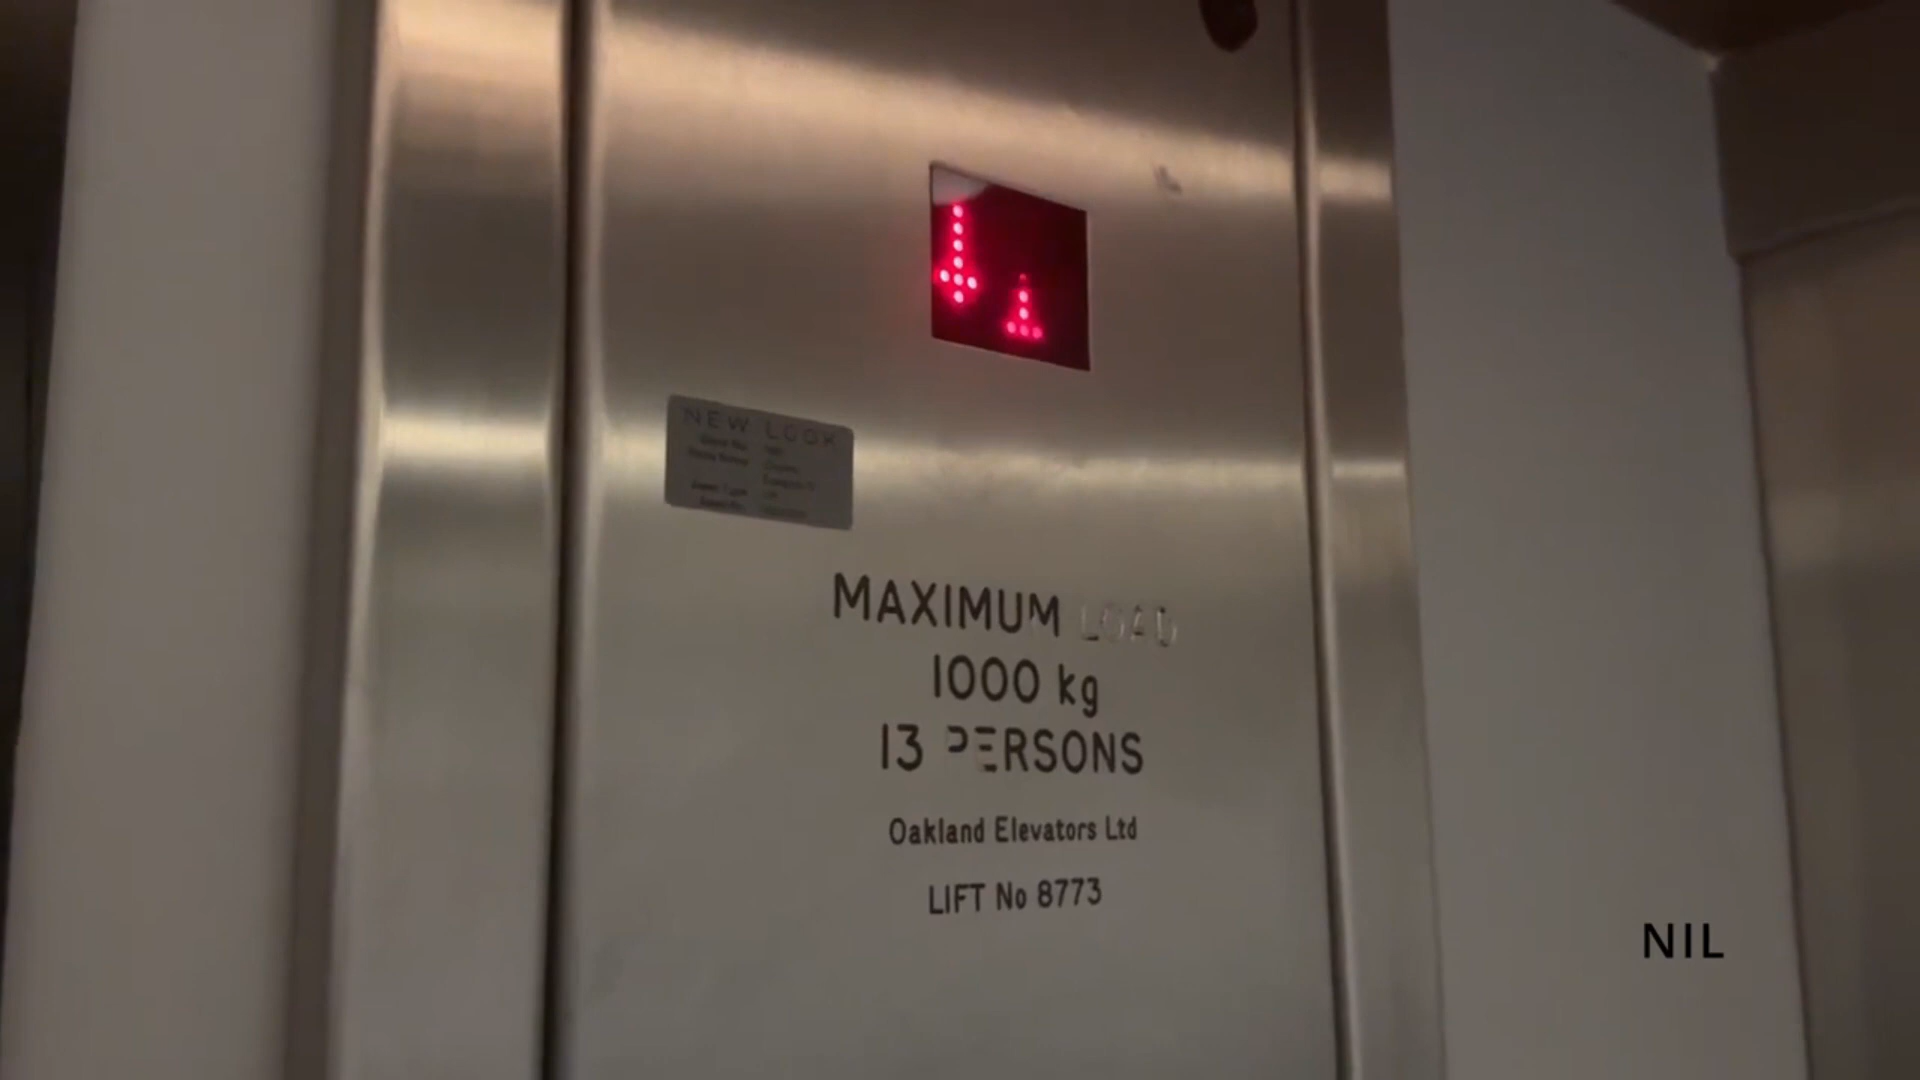 NEW LOOK
MAXIMUM LOAD
1000 kg
13 PERSONS
Oakland Elevators Ltd
LIFT No 8773
NIL